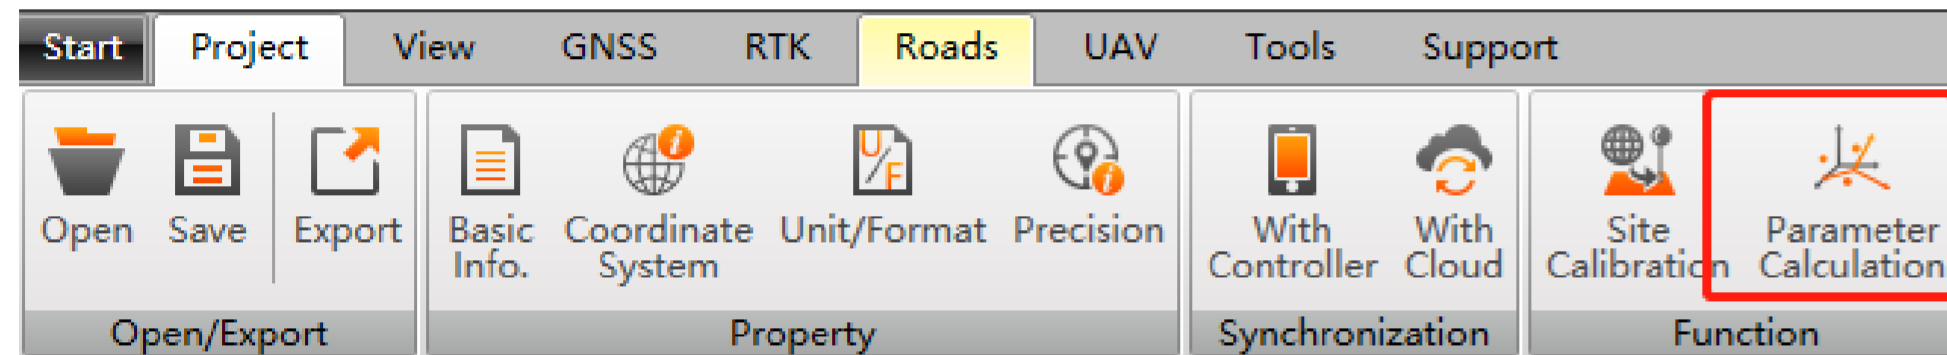 Start Project View GNSS RTK Roads UAV Tools Support
U/F
Open Save Export Basic Coordinate Unit/Format Precision With With Site Parameter
Info. System Controller Cloud Calibration Calculation
Open/Export Property Synchronization Function